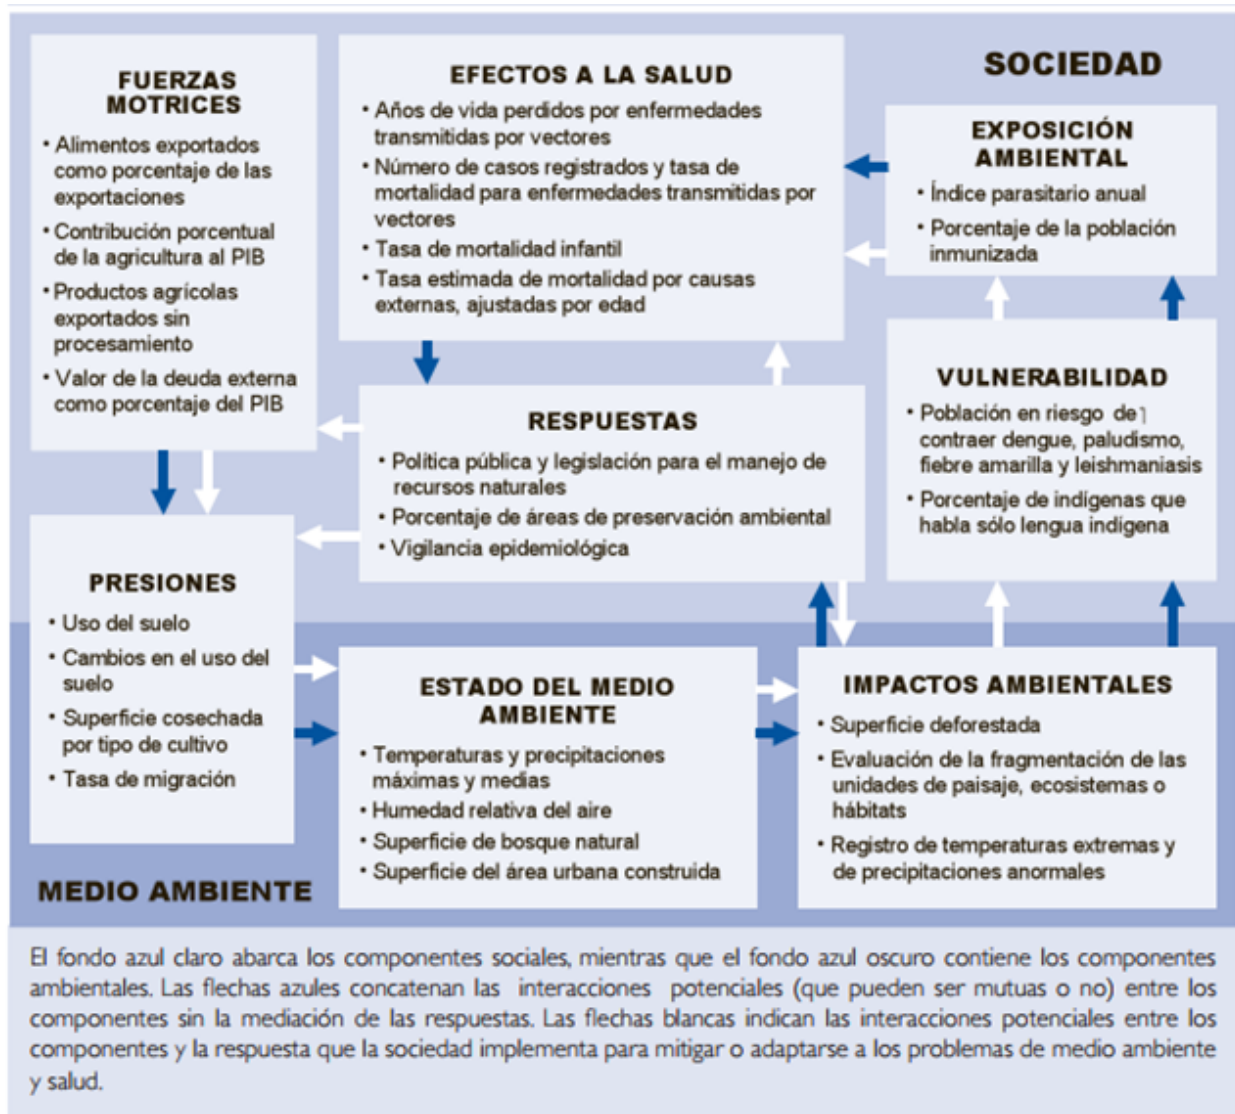 FUERZAS
MOTRICES
• Alimentos exportados
como porcentaje de las
exportaciones
• Contribución porcentual
de la agricultura al PIB
• Productos agrícolas
exportados sin
procesamiento
• Valor de la deuda externa
como porcentaje del PIB
EFECTOS A LA SALUD
• Años de vida perdidos por enfermedades
transmitidas por vectores
• Número de casos registrados y tasa de
mortalidad para enfermedades transmitidas por
vectores
• Tasa de mortalidad infantil
• Tasa estimada de mortalidad por causas
externas, ajustadas por edad
SOCIEDAD
EXPOSICIÓN
AMBIENTAL
• Índice parasitario anual
• Porcentaje de la población
inmunizada
RESPUESTAS
• Política pública y legislación para el manejo de
recursos naturales
• Porcentaje de áreas de preservación ambiental
• Vigilancia epidemiológica
VULNERABILIDAD
• Población en riesgo de
contraer dengue, paludismo,
fiebre amarilla y leishmaniasis
• Porcentaje de indígenas que
habla sólo lengua indígena
PRESIONES
• Uso del suelo
• Cambios en el uso del
suelo
• Superficie cosechada
por tipo de cultivo
• Tasa de migración
ESTADO DEL MEDIO
AMBIENTE
• Temperaturas y precipitaciones
máximas y medias
• Humedad relativa del aire
• Superficie de bosque natural
• Superficie del área urbana construida
IMPACTOS AMBIENTALES
• Superficie deforestada
• Evaluación de la fragmentación de las
unidades de paisaje, ecosistemas o
hábitats
• Registro de temperaturas extremas y
de precipitaciones anormales
MEDIO AMBIENTE
El fondo azul claro abarca los componentes sociales, mientras que el fondo azul oscuro contiene los componentes
ambientales. Las flechas azules concatenan las interacciones potenciales (que pueden ser mutuas o no) entre los
componentes sin la mediación de las respuestas. Las flechas blancas indican las interacciones potenciales entre los
componentes y la respuesta que la sociedad implementa para mitigar o adaptarse a los problemas de medio ambiente
y salud.